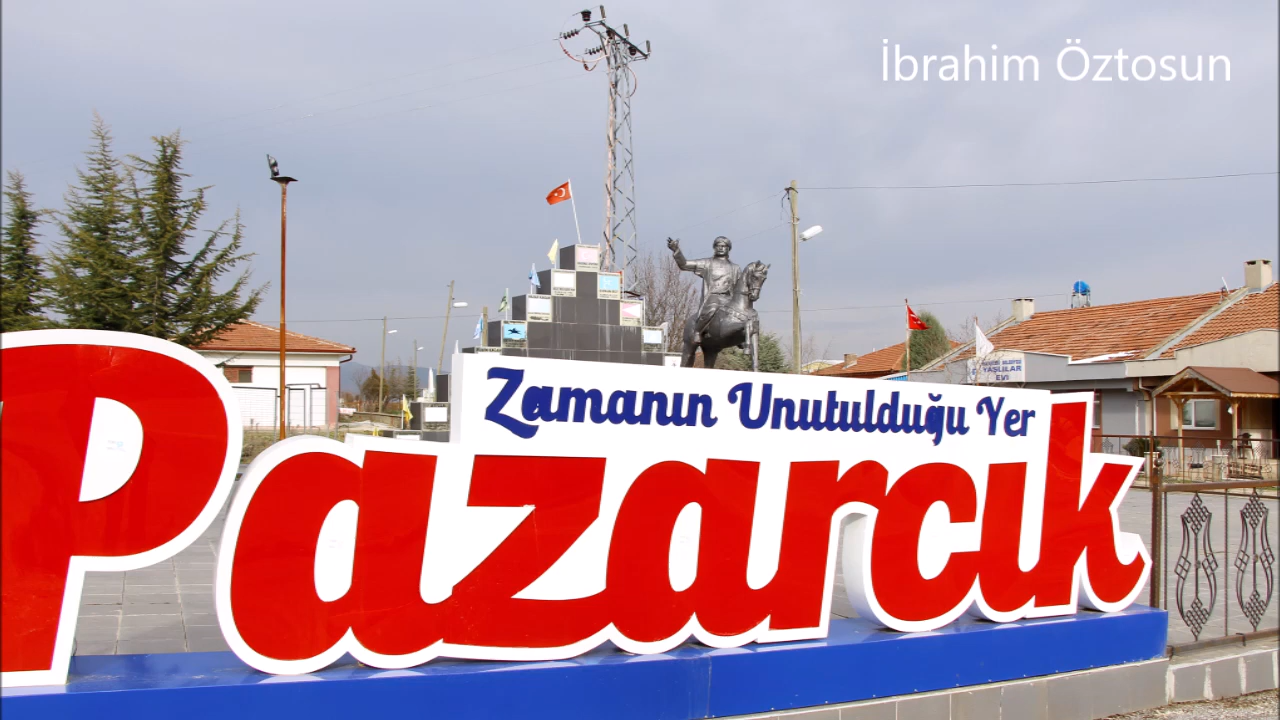 İbrahim Öztosun
Zamanın Unutulduğu Yer
Pazarcık
YAŞLILAR
EVI